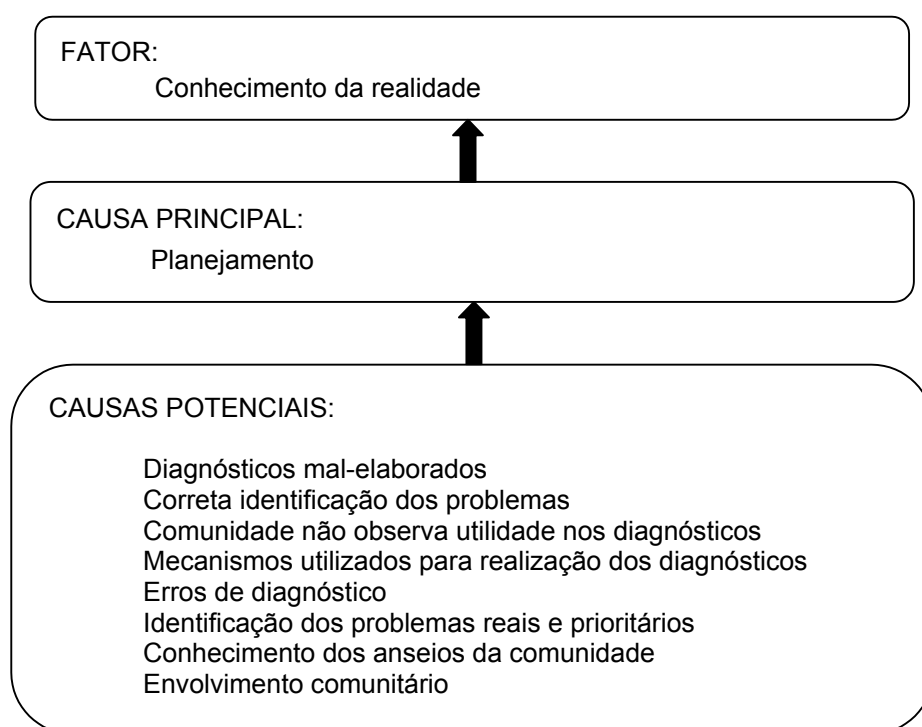 FATOR:
Conhecimento da realidade
CAUSA PRINCIPAL:
Planejamento
CAUSAS POTENCIAIS:
Diagnósticos mal-elaborados
Correta identificação dos problemas
Comunidade não observa utilidade nos diagnósticos
Mecanismos utilizados para realização dos diagnósticos
Erros de diagnóstico
Identificação dos problemas reais e prioritários
Conhecimento dos anseios da comunidade
Envolvimento comunitário